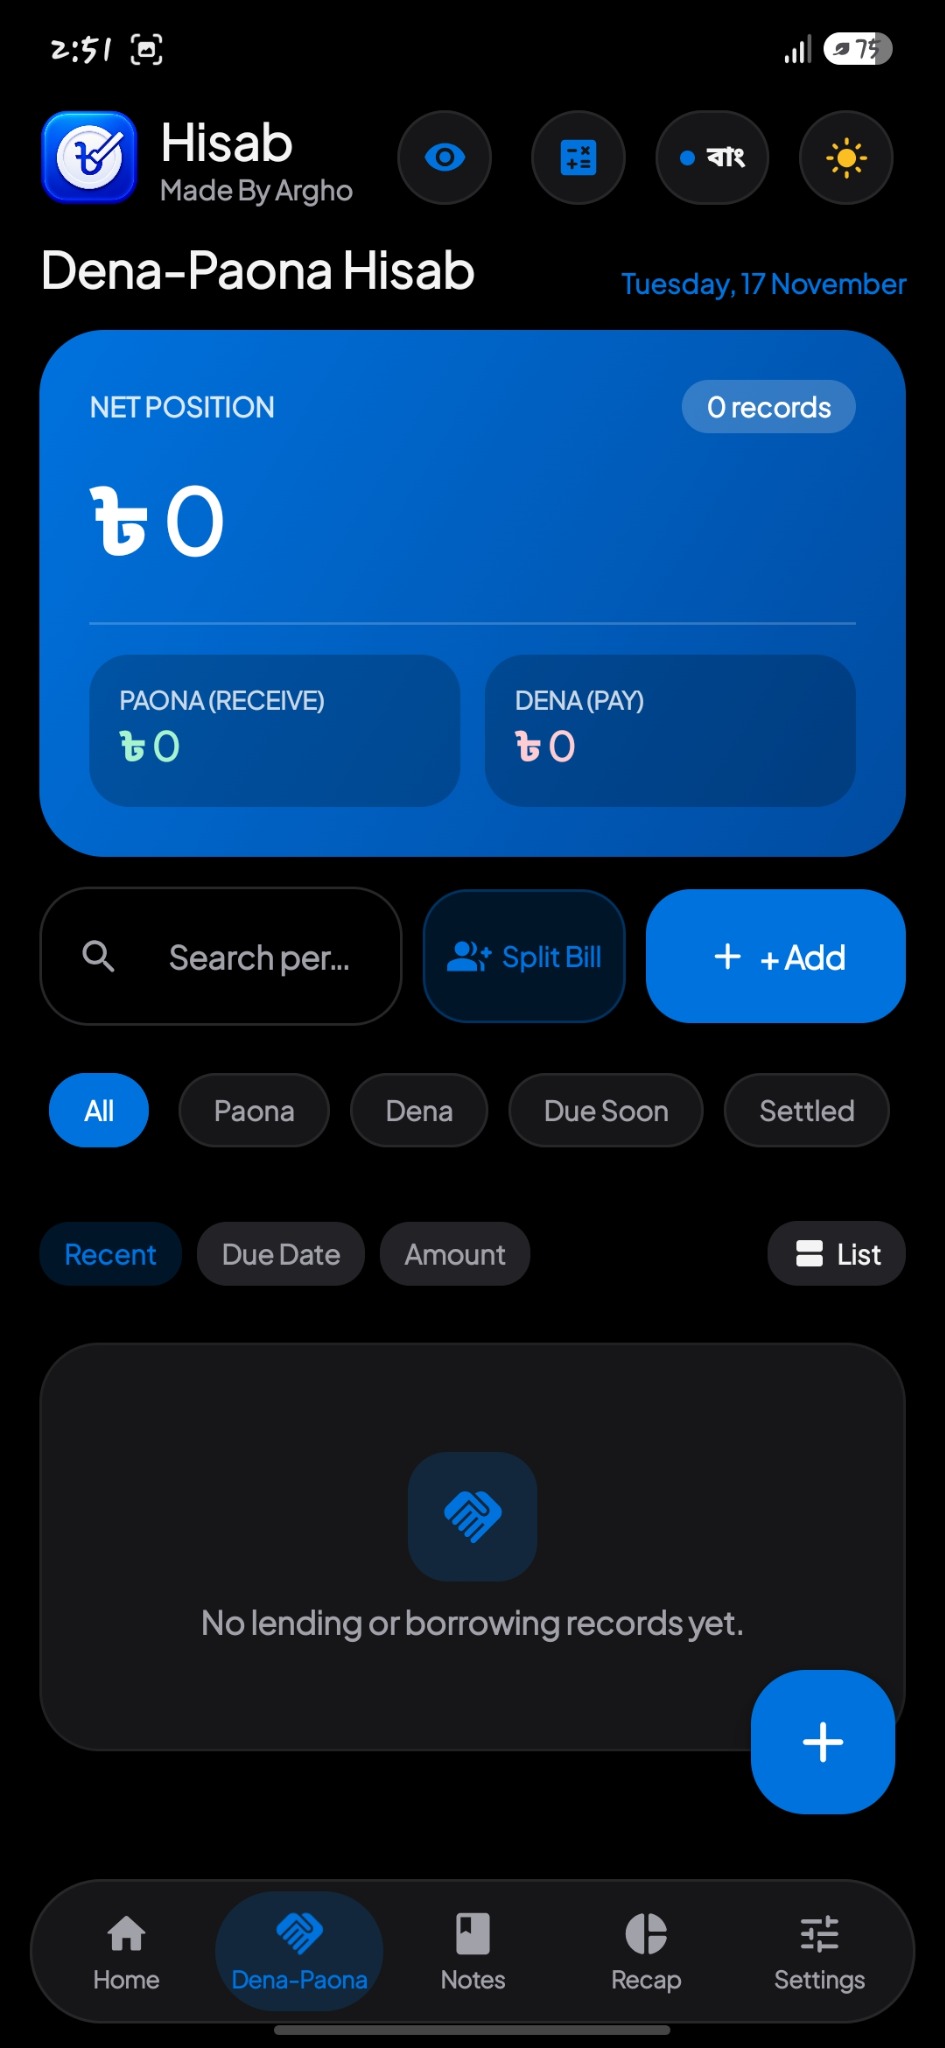 2:51
75
Hisab
Made By Argho
বাং
Dena-Paona Hisab
Tuesday, 17 November
NET POSITION
0 records
৳ 0
PAONA (RECEIVE)
৳ 0
DENA (PAY)
৳ 0
Search per...
Split Bill
+ + Add
All
Paona
Dena
Due Soon
Settled
Recent
Due Date
Amount
List
No lending or borrowing records yet.
+
Home
Dena-Paona
Notes
Recap
Settings